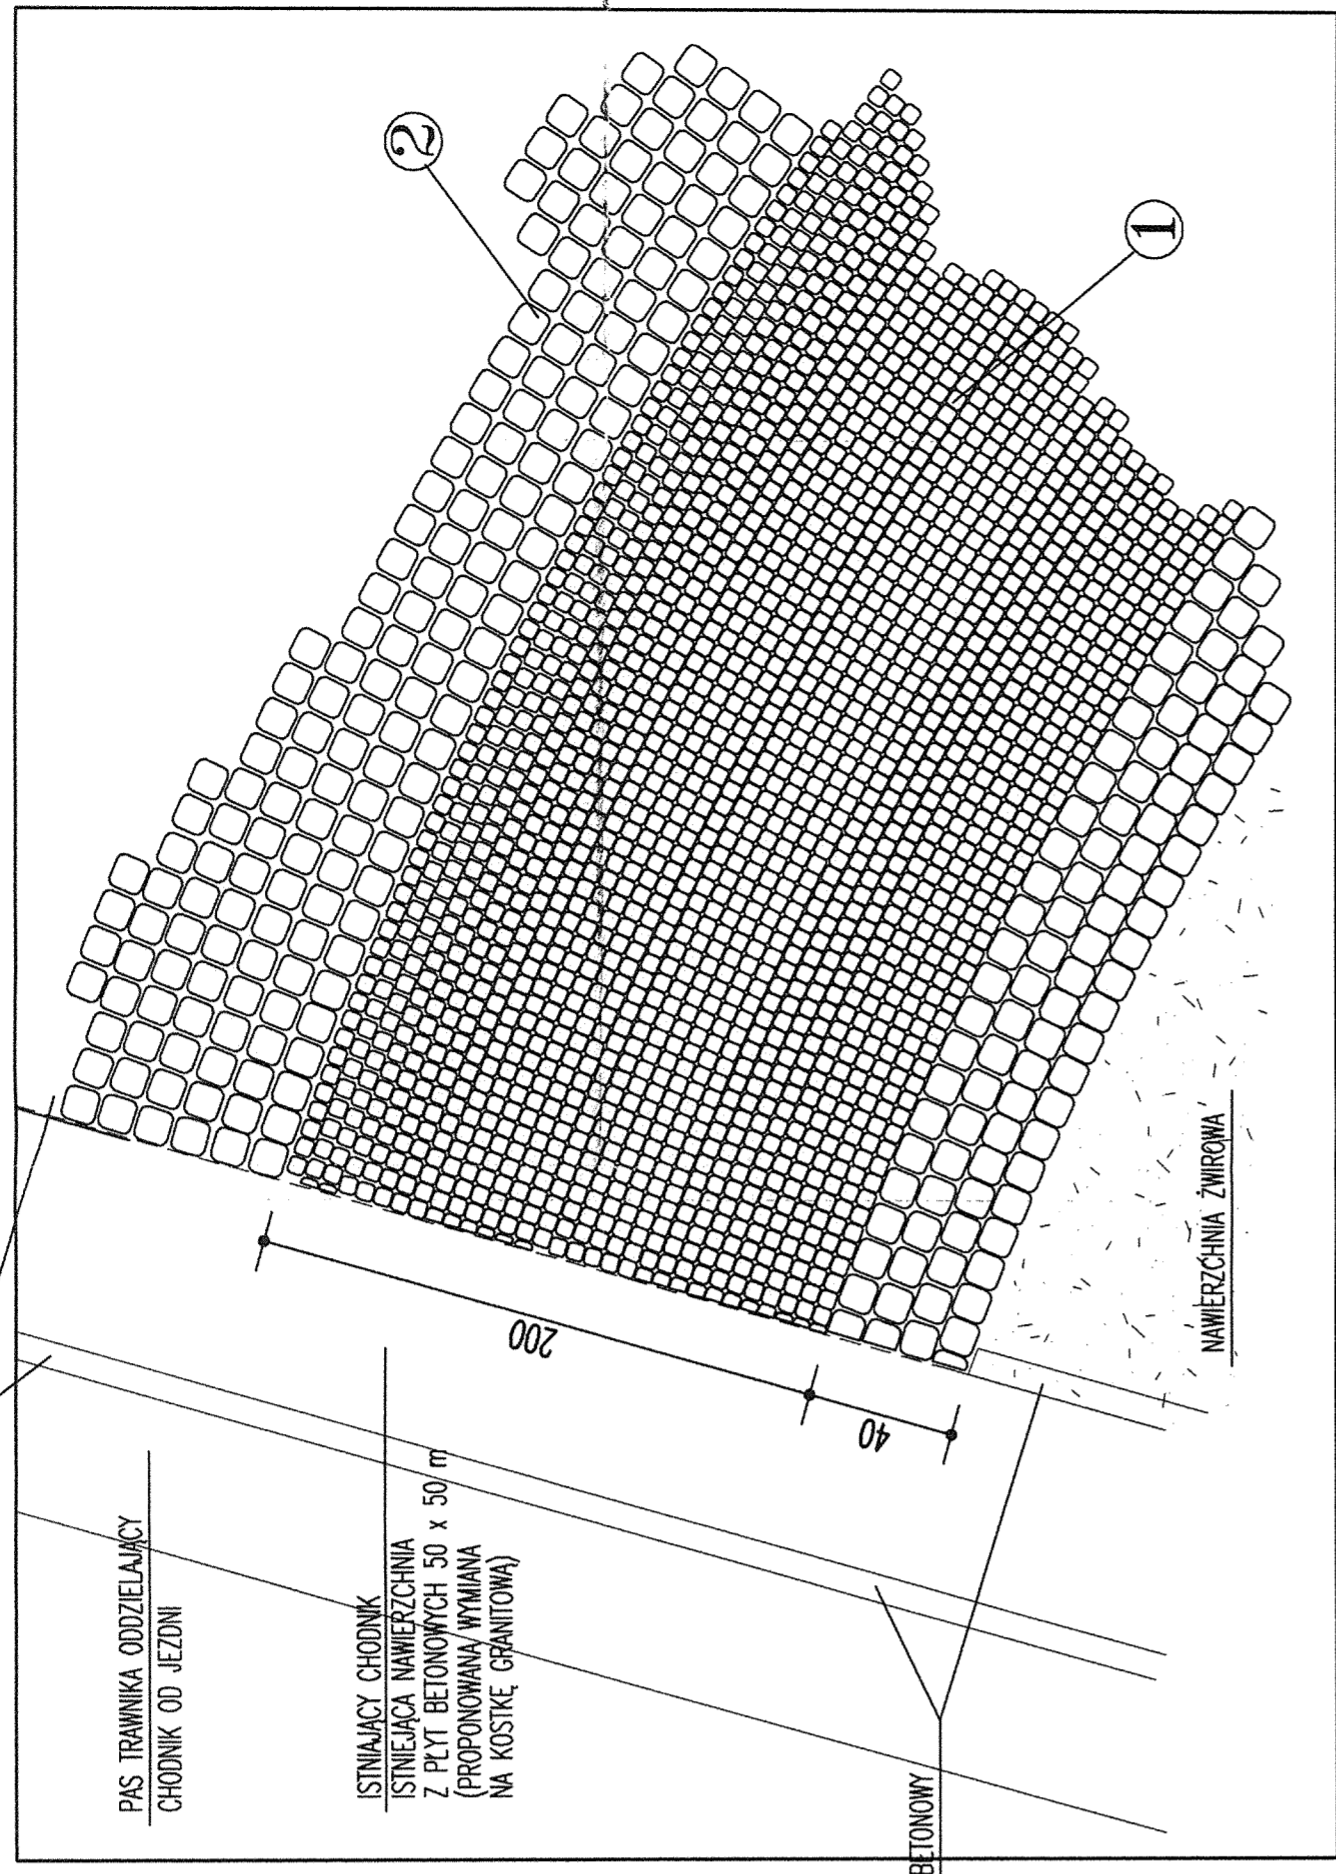 PAS TRAWNIKA ODDZIELAJĄCY
CHODNIK OD JEZDNI
ISTNIAJĄCY CHODNIK
ISTNIEJĄCA NAWIERZCHNIA
Z PŁYT BETONOWYCH 50 x 50 m
(PROPONOWANA WYMIANA
NA KOSTKĘ GRANITOWĄ)
BETONOWY
200
40
2
1
NAWIERZCHNIA ŻWIROWA